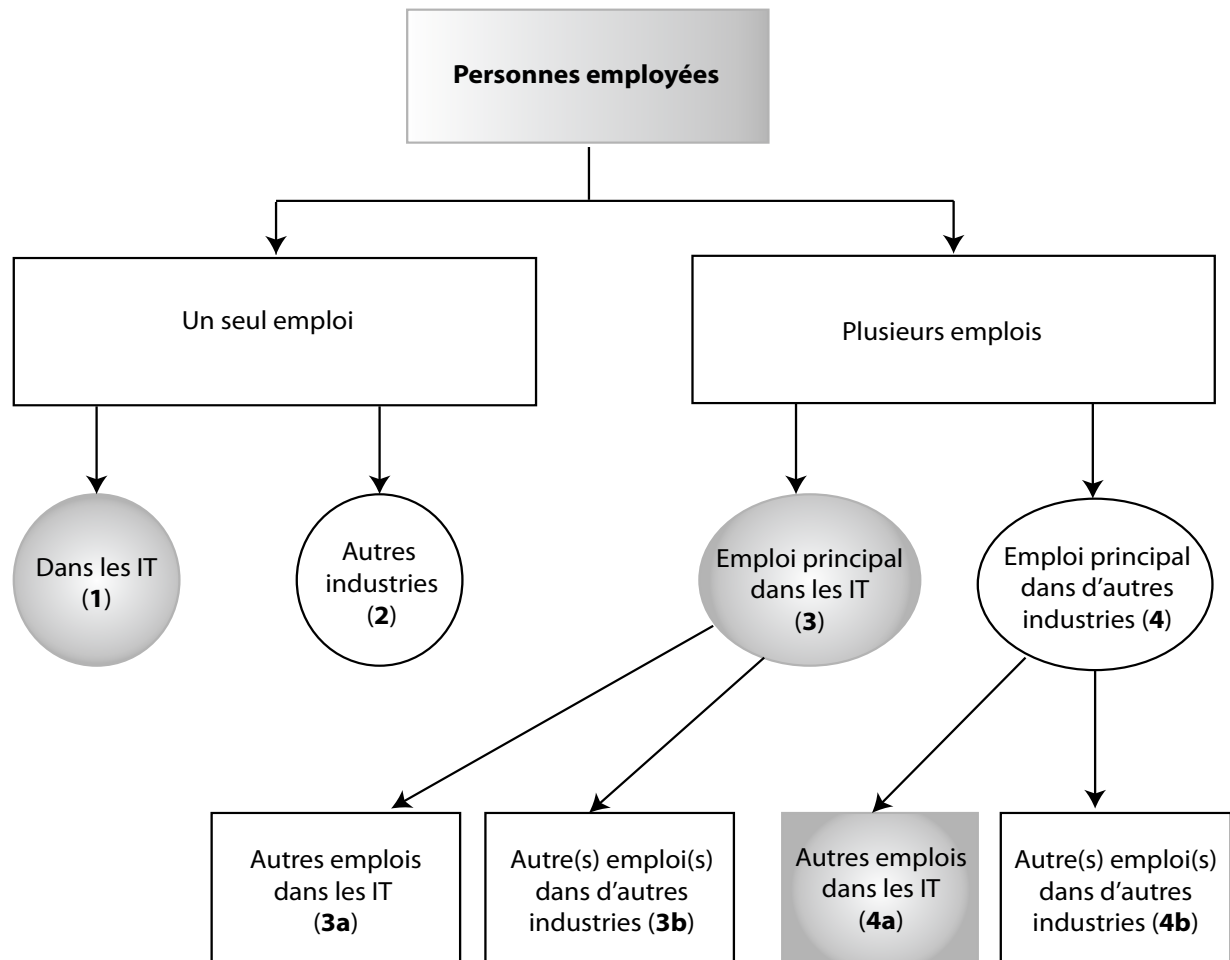 Personnes employées
Un seul emploi
Plusieurs emplois
Dans les IT
(1)
Autres
industries
(2)
Emploi principal
dans les IT
(3)
Emploi principal
dans d'autres
industries (4)
Autres emplois
dans les IT
(3a)
Autre(s) emploi(s)
dans d'autres
industries (3b)
Autres emplois
dans les IT
(4a)
Autre(s) emploi(s)
dans d'autres
industries (4b)